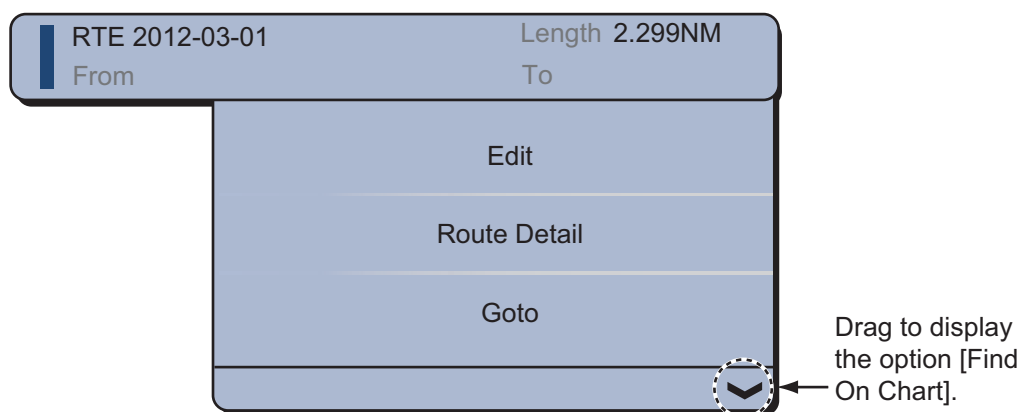 RTE 2012-03-01 Length 2.299NM
From To
Edit
Route Detail
Goto
Drag to display
the option [Find
On Chart].